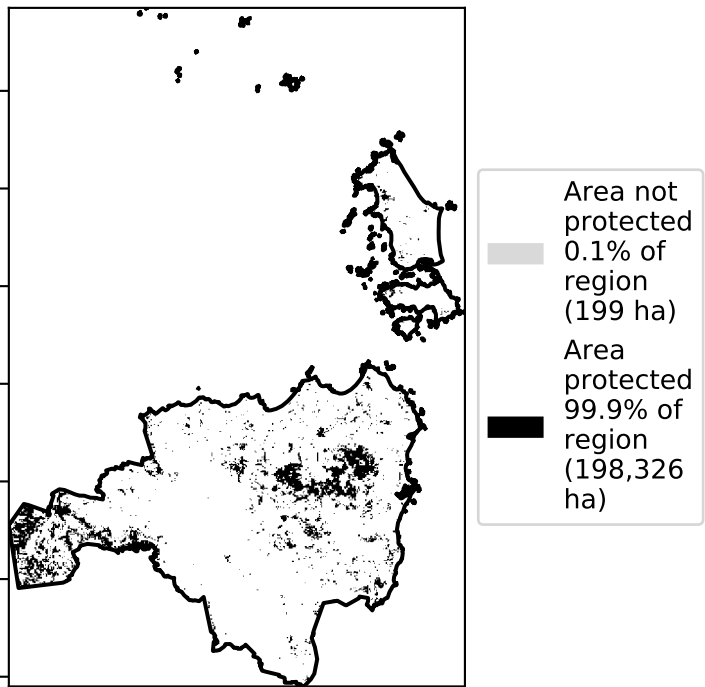 Area not
protected
0.1% of
region
(199 ha)
Area
protected
99.9% of
region
(198,326
ha)